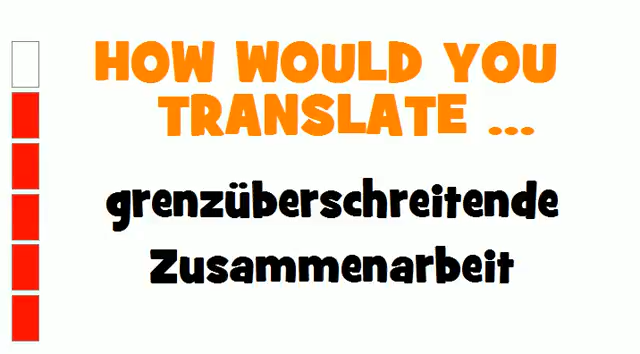 HOW WOULD YOU
TRANSLATE ...
grenzüberschreitende
Zusammenarbeit